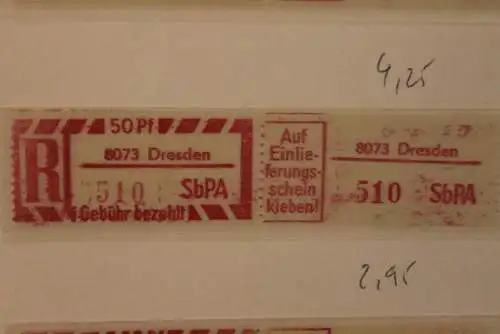 4,25
50 Pf
R
8073 Dresden
510 SbPA
Gebühr bezahlt
Auf
Einlie-
ferungs-
schein
kleben!
8073 Dresden
510 SbPA
2,95